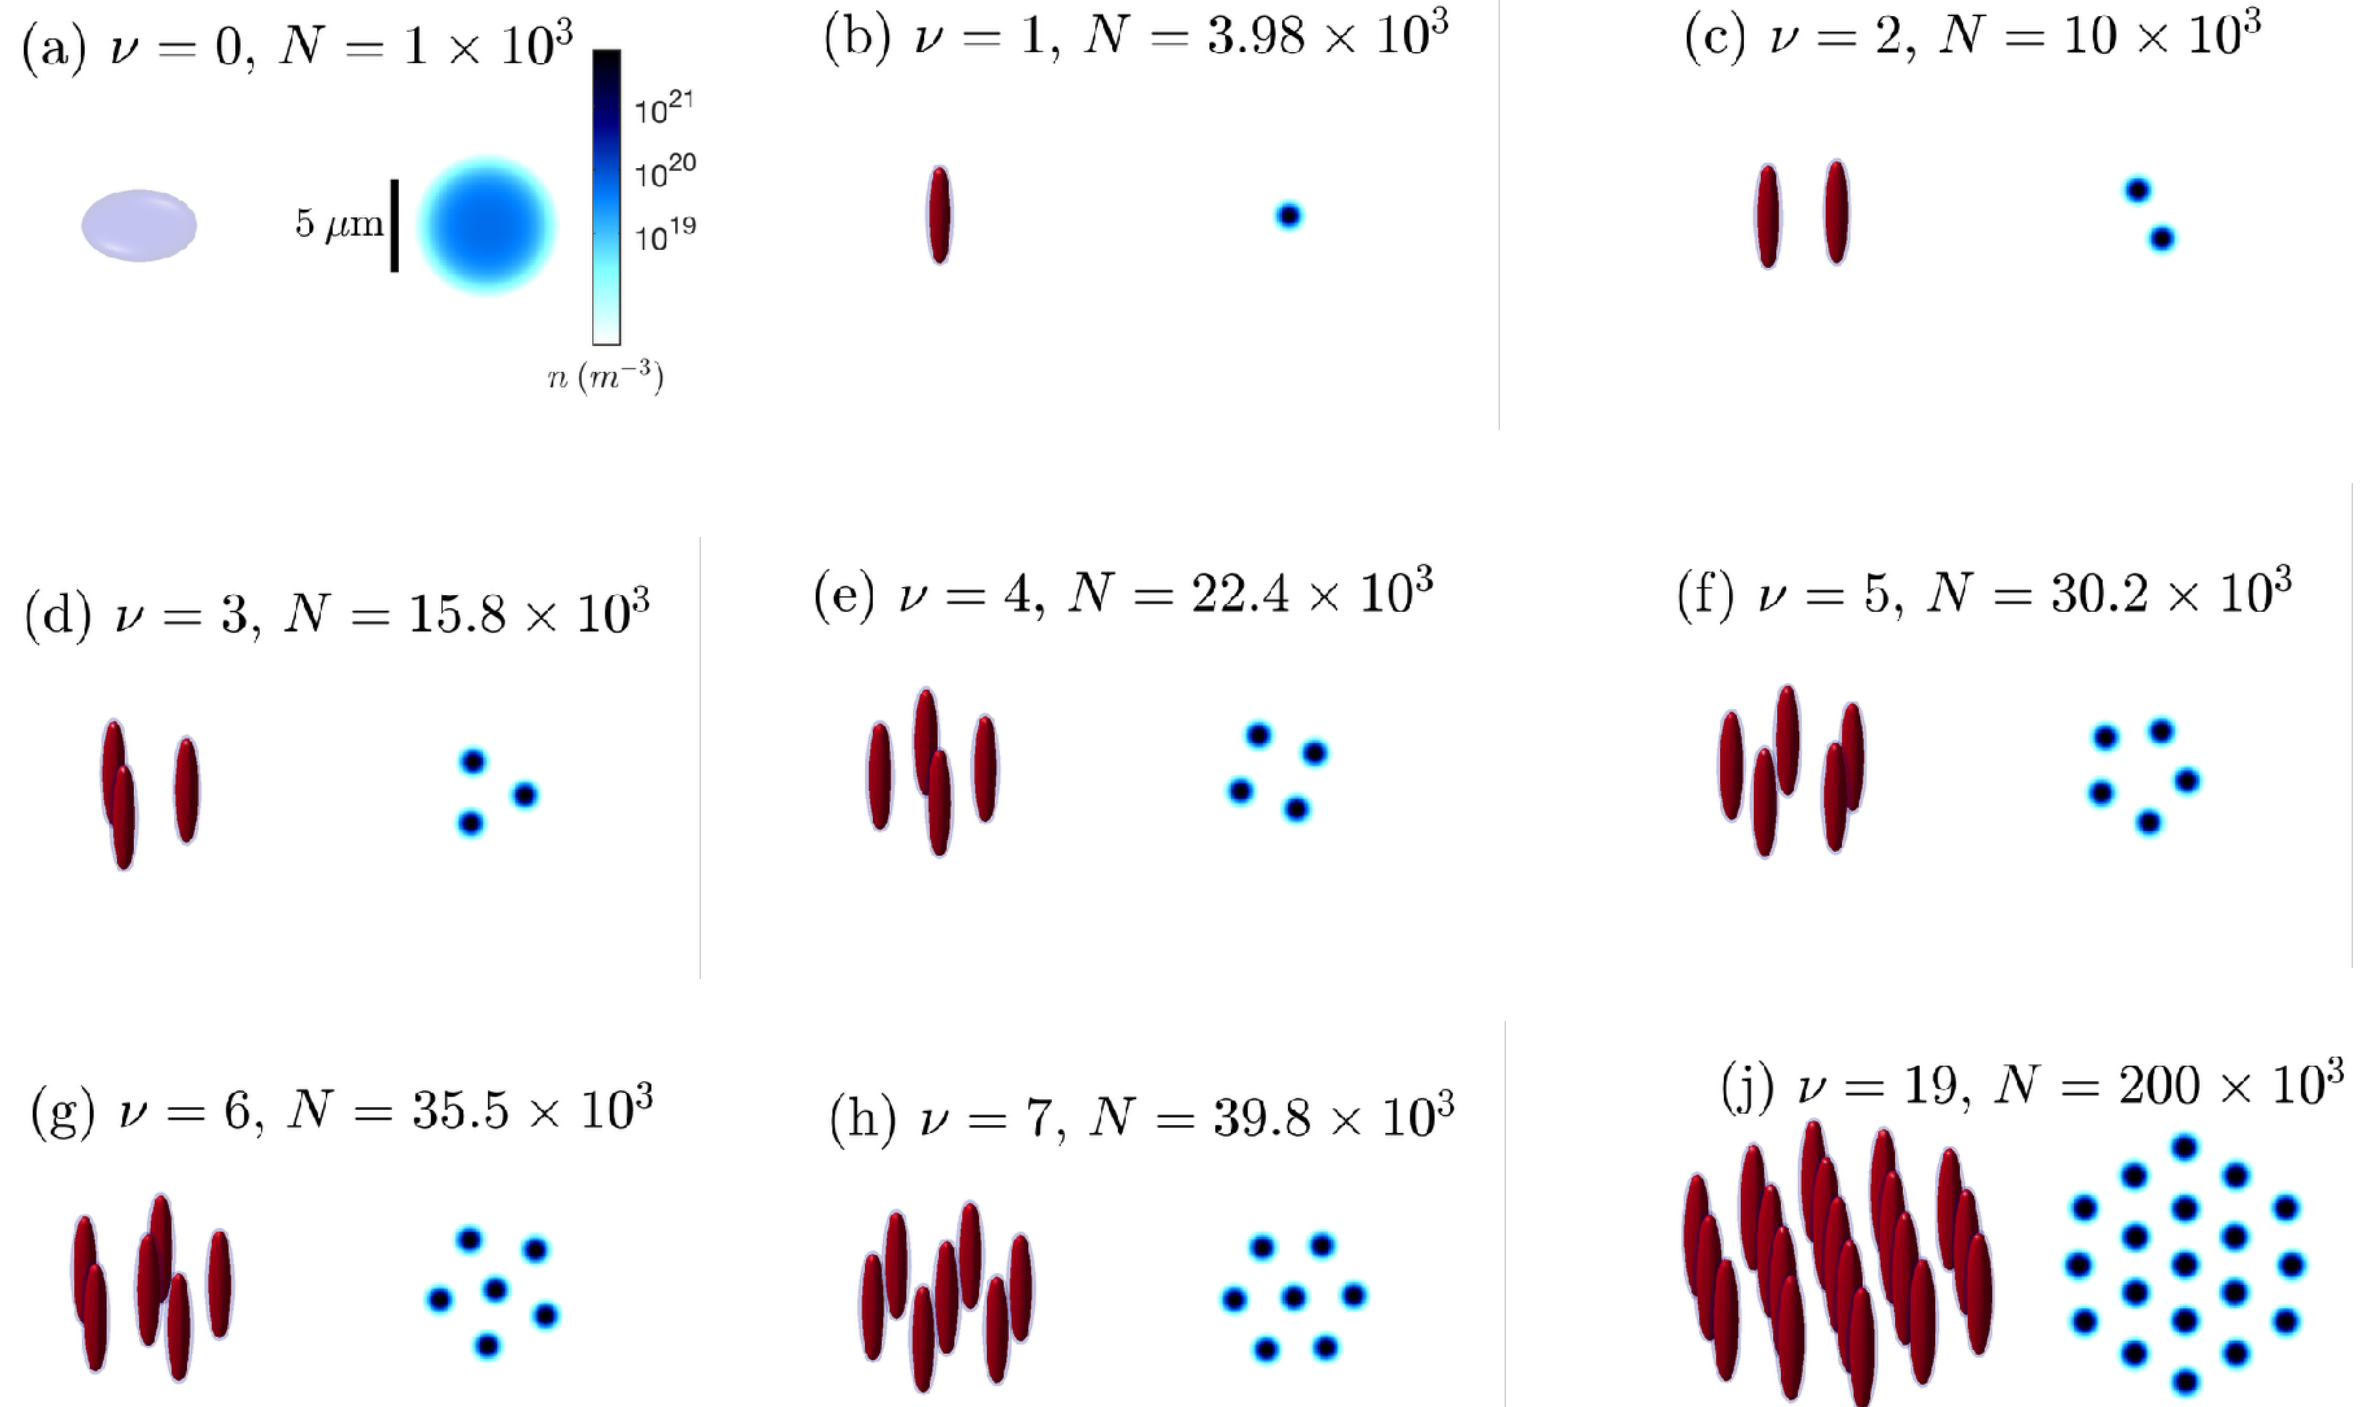 (a) ν = 0, N = 1 × 10³
10²¹
10²⁰
10¹⁹
5 μm
n (m⁻³)
(b) ν = 1, N = 3.98 × 10³
(c) ν = 2, N = 10 × 10³
(d) ν = 3, N = 15.8 × 10³
(e) ν = 4, N = 22.4 × 10³
(f) ν = 5, N = 30.2 × 10³
(g) ν = 6, N = 35.5 × 10³
(h) ν = 7, N = 39.8 × 10³
(j) ν = 19, N = 200 × 10³